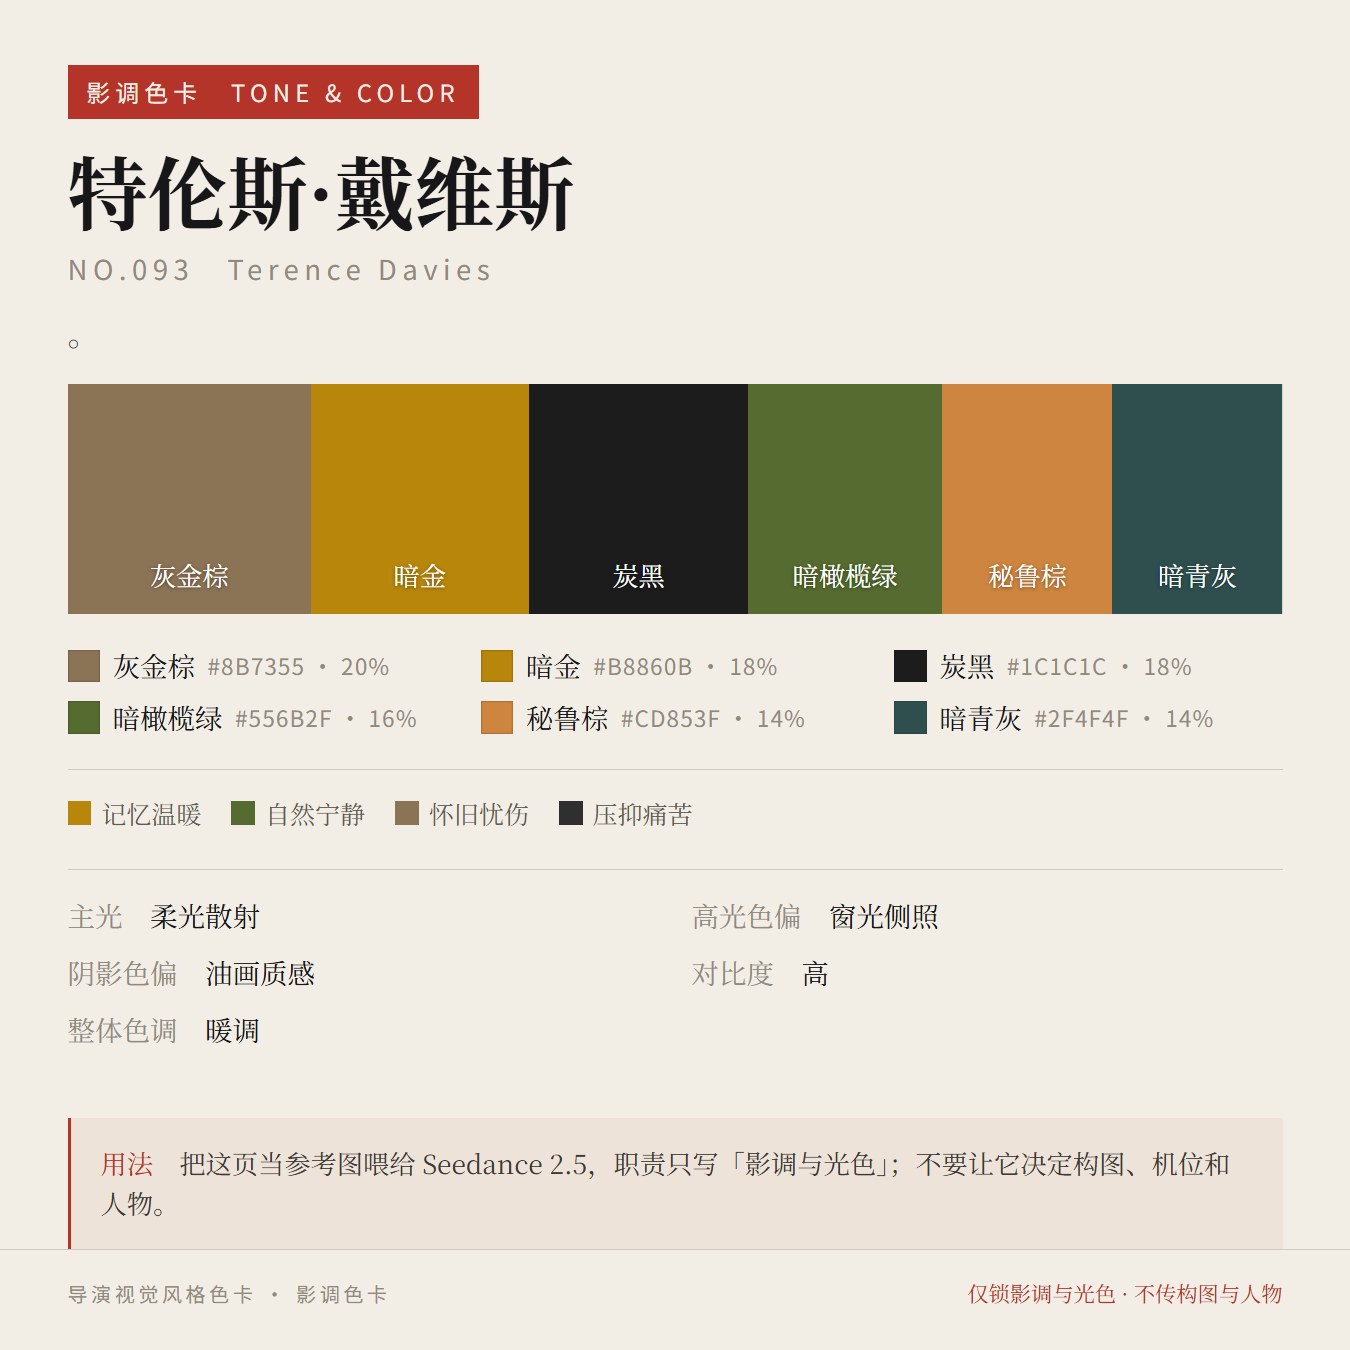 影调色卡 TONE & COLOR
特伦斯·戴维斯
NO.093 Terence Davies
。
灰金棕 暗金 炭黑 暗橄榄绿 秘鲁棕 暗青灰
灰金棕 #8B7355 · 20% 暗金 #B8860B · 18% 炭黑 #1C1C1C · 18%
暗橄榄绿 #556B2F · 16% 秘鲁棕 #CD853F · 14% 暗青灰 #2F4F4F · 14%
记忆温暖 自然宁静 怀旧忧伤 压抑痛苦
主光 柔光散射 高光色偏 窗光侧照
阴影色偏 油画质感 对比度 高
整体色调 暖调
用法 把这页当参考图喂给 Seedance 2.5，职责只写「影调与光色」；不要让它决定构图、机位和
人物。
导演视觉风格色卡 · 影调色卡 仅锁影调与光色 · 不传构图与人物